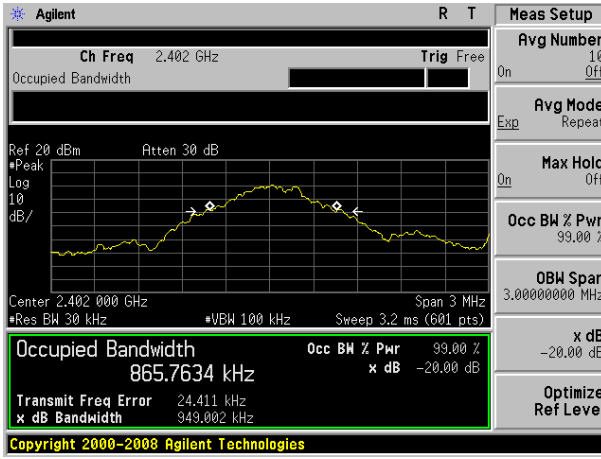 Agilent R T
Ch Freq 2.402 GHz Trig Free
Occupied Bandwidth
Ref 20 dBm Atten 30 dB
#Peak
Log
10
dB/
Center 2.402 000 GHz Span 3 MHz
#Res BW 30 kHz #VBW 100 kHz Sweep 3.2 ms (601 pts)
Occupied Bandwidth Occ BW % Pwr 99.00 %
865.7634 kHz x dB -20.00 dB
Transmit Freq Error 24.411 kHz
x dB Bandwidth 949.002 kHz
Copyright 2000-2008 Agilent Technologies
Meas Setup
Avg Number
10
On Off
Avg Mode
Exp Repeat
Max Hold
On Off
Occ BW % Pwr
99.00 %
OBW Span
3.00000000 MHz
x dB
-20.00 dB
Optimize
Ref Level